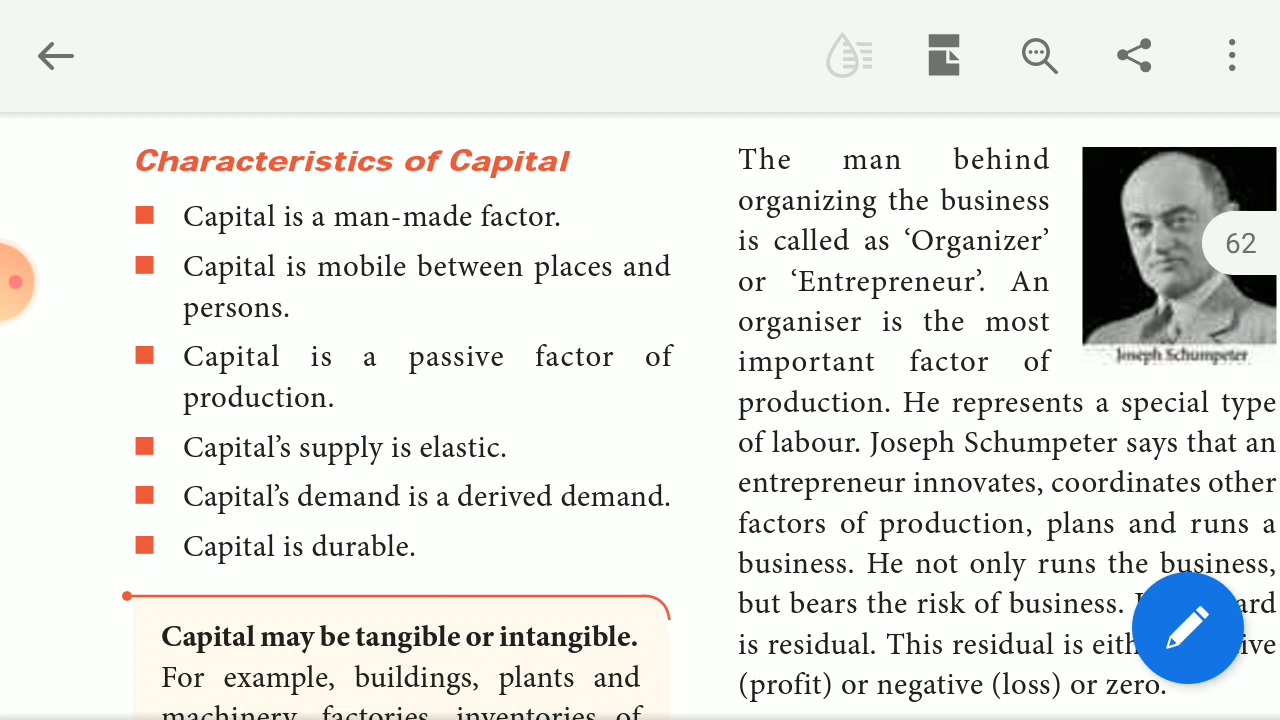 Characteristics of Capital
Capital is a man-made factor.
Capital is mobile between places and
persons.
Capital is a passive factor of
production.
Capital’s supply is elastic.
Capital’s demand is a derived demand.
Capital is durable.
Capital may be tangible or intangible.
For example, buildings, plants and
machinery, factories, inventories of
The man behind
organizing the business
is called as ‘Organizer’
or ‘Entrepreneur’. An
organiser is the most
important factor of
production. He represents a special type
of labour. Joseph Schumpeter says that an
entrepreneur innovates, coordinates other
factors of production, plans and runs a
business. He not only runs the business,
but bears the risk of business.
is residual. This residual is
(profit) or negative (loss) or zero.
Joseph Schumpeter
62